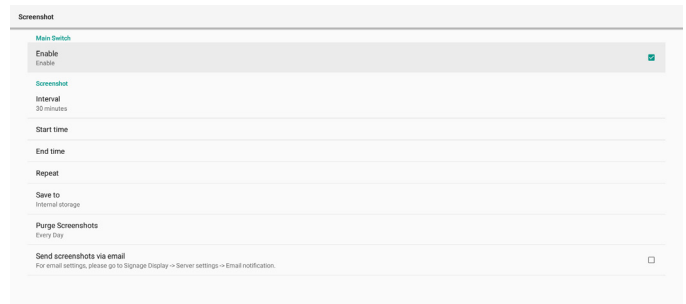 Screenshot
Main Switch
Enable
Enable
Screenshot
Interval
30 minutes
Start time
End time
Repeat
Save to
Internal storage
Purge Screenshots
Every Day
Send screenshots via email
For email settings, please go to Signage Display -> Server settings -> Email notification.